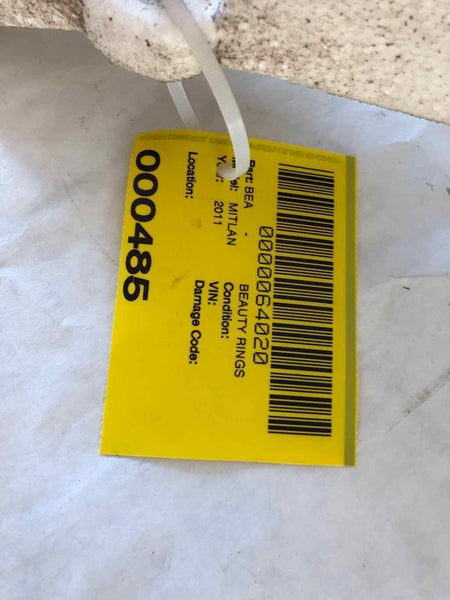 0000064020
Part: BEA - BEAUTY RINGS
Model: MITLAN Condition:
Year: 2011 VIN:
Location: Damage Code:
000485